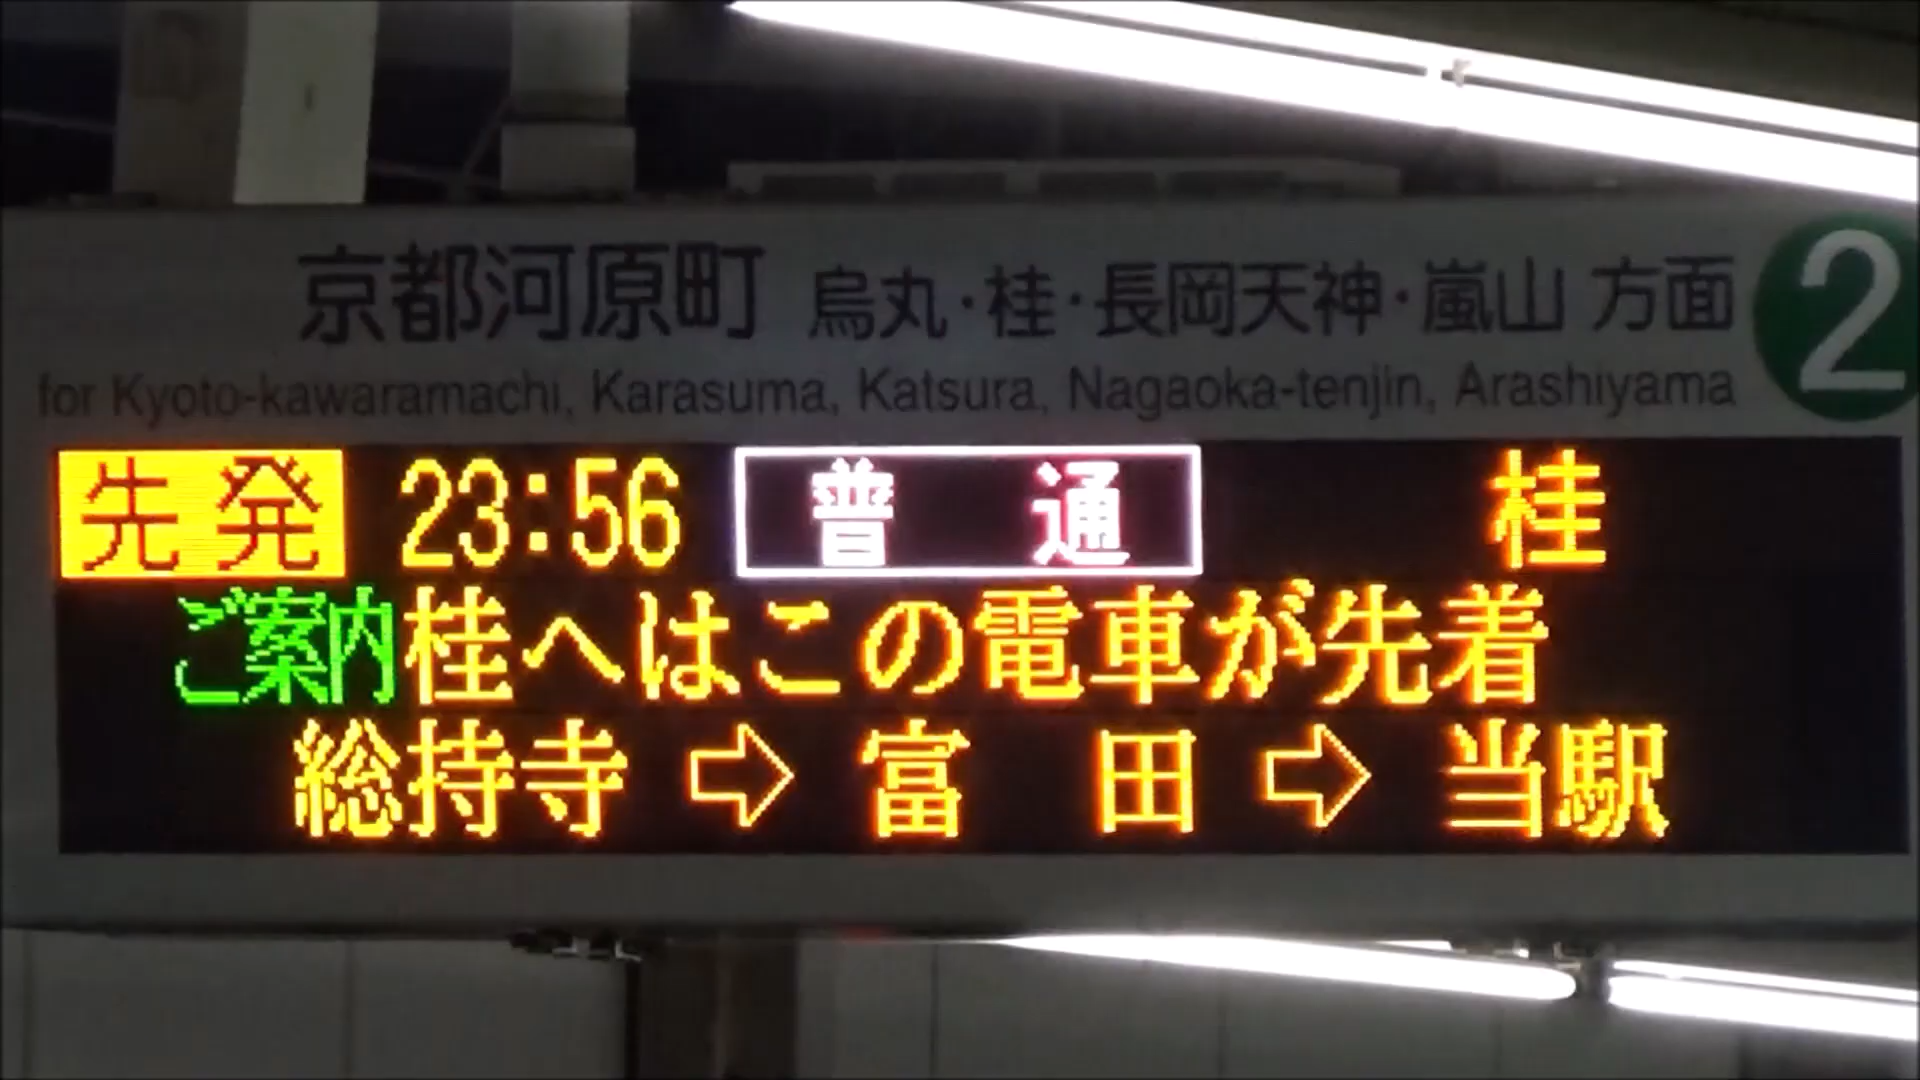 京都河原町 烏丸・桂・長岡天神・嵐山 方面 2
for Kyoto-kawaramachi, Karasuma, Katsura, Nagaoka-tenjin, Arashiyama
先発 23:56 普通 桂
ご案内 桂へはこの電車が先着
総持寺 ⇨ 富田 ⇨ 当駅